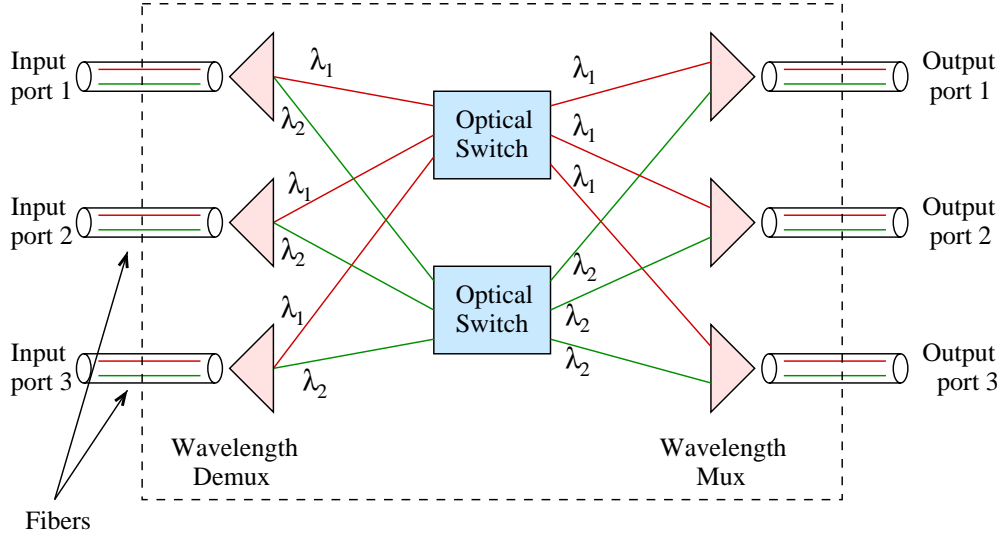 Input
port 1
Input
port 2
Input
port 3
Fibers
λ1
λ2
λ1
λ2
λ1
λ2
Wavelength
Demux
Optical
Switch
Optical
Switch
λ1
λ1
λ1
λ2
λ2
λ2
Wavelength
Mux
Output
port 1
Output
port 2
Output
port 3